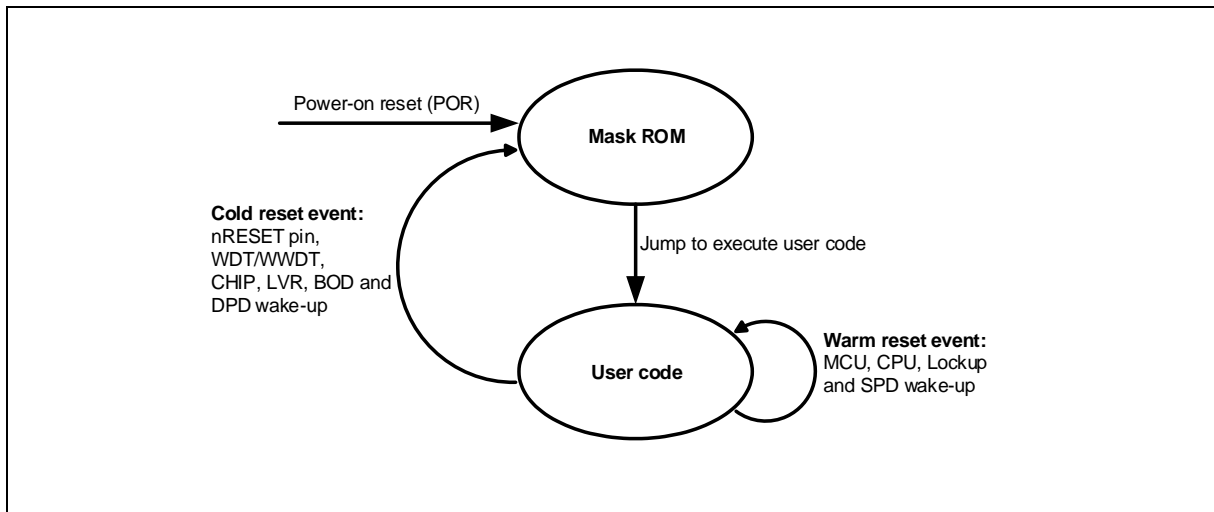 Power-on reset (POR)
Mask ROM
Cold reset event:
nRESET pin,
WDT/WWDT,
CHIP, LVR, BOD and
DPD wake-up
Jump to execute user code
User code
Warm reset event:
MCU, CPU, Lockup
and SPD wake-up